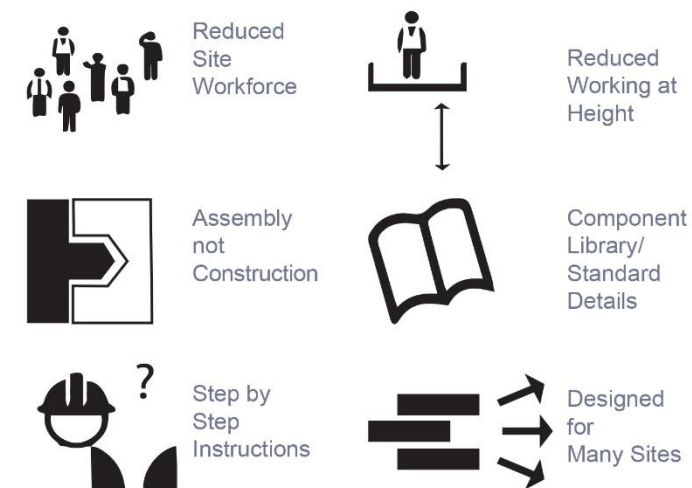 Reduced
Site
Workforce
Reduced
Working at
Height
Assembly
not
Construction
Component
Library/
Standard
Details
?
Step by
Step
Instructions
Designed
for
Many Sites